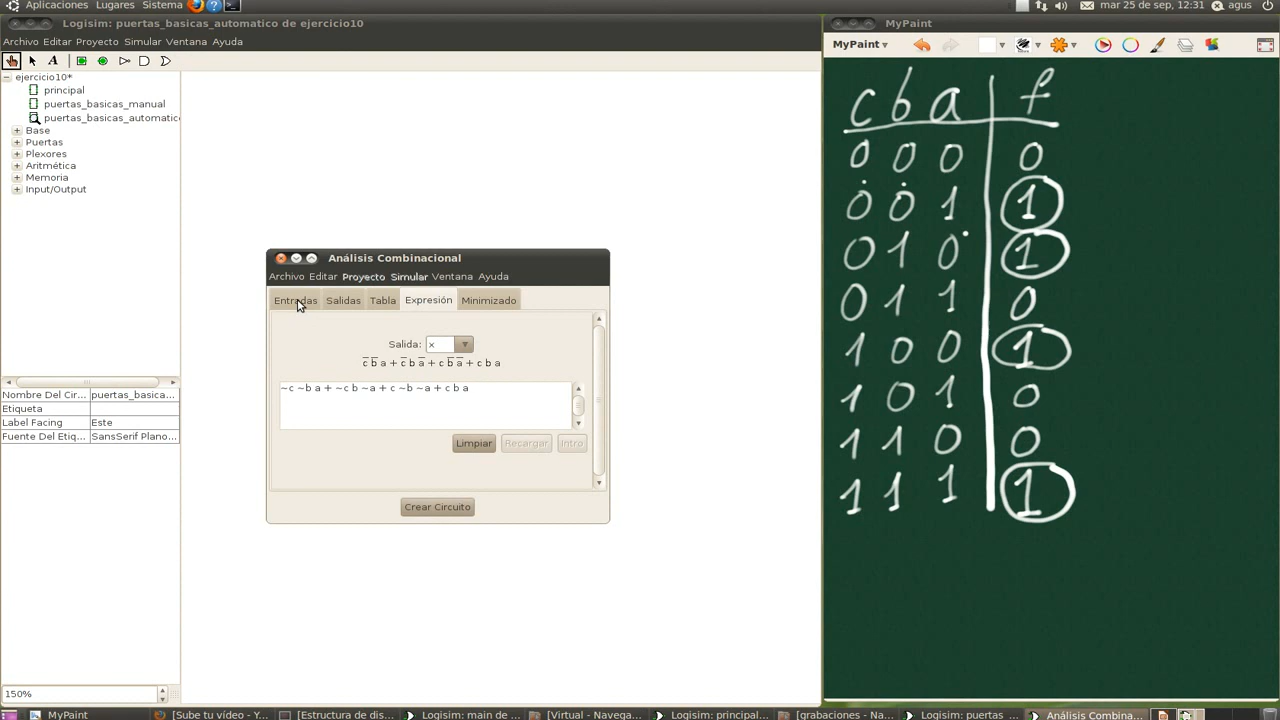 Aplicaciones Lugares Sistema
mar 25 de sep, 12:31 agus
Logisim: puertas_basicas_automatico de ejercicio10
MyPaint
Archivo Editar Proyecto Simular Ventana Ayuda
MyPaint
ejercicio10*
principal
puertas_basicas_manual
puertas_basicas_automatico
Base
Puertas
Plexores
Aritmética
Memoria
Input/Output
c b a f
0 0 0 0
0 0 1 1
0 1 0 1
0 1 1 0
1 0 0 1
1 0 1 0
1 1 0 0
1 1 1 1
Análisis Combinacional
Archivo Editar Proyecto Simular Ventana Ayuda
Entradas Salidas Tabla Expresión Minimizado
Salida: x
c̅ b̅ a + c̅ b a̅ + c b̅ a̅ + c b a
~c ~b a + ~c b ~a + c ~b ~a + c b a
Limpiar Recargar Intro
Crear Circuito
Nombre Del Cir... puertas_basica...
Etiqueta
Label Facing Este
Fuente Del Etiq... SansSerif Plano...
150%
MyPaint [Sube tu vídeo - Y... [Estructura de dis... Logisim: main de ... [Virtual - Navega... Logisim: principal... [grabaciones - Na... Logisim: puertas ... Análisis Combina...